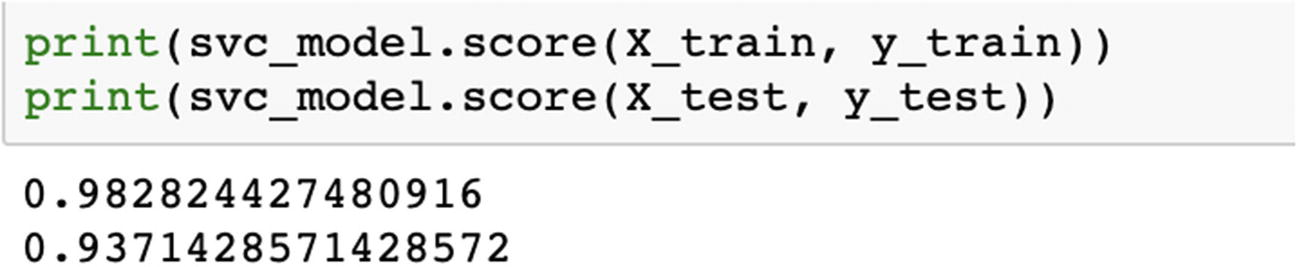 print(svc_model.score(X_train, y_train))
print(svc_model.score(X_test, y_test))
0.982824427480916
0.9371428571428572